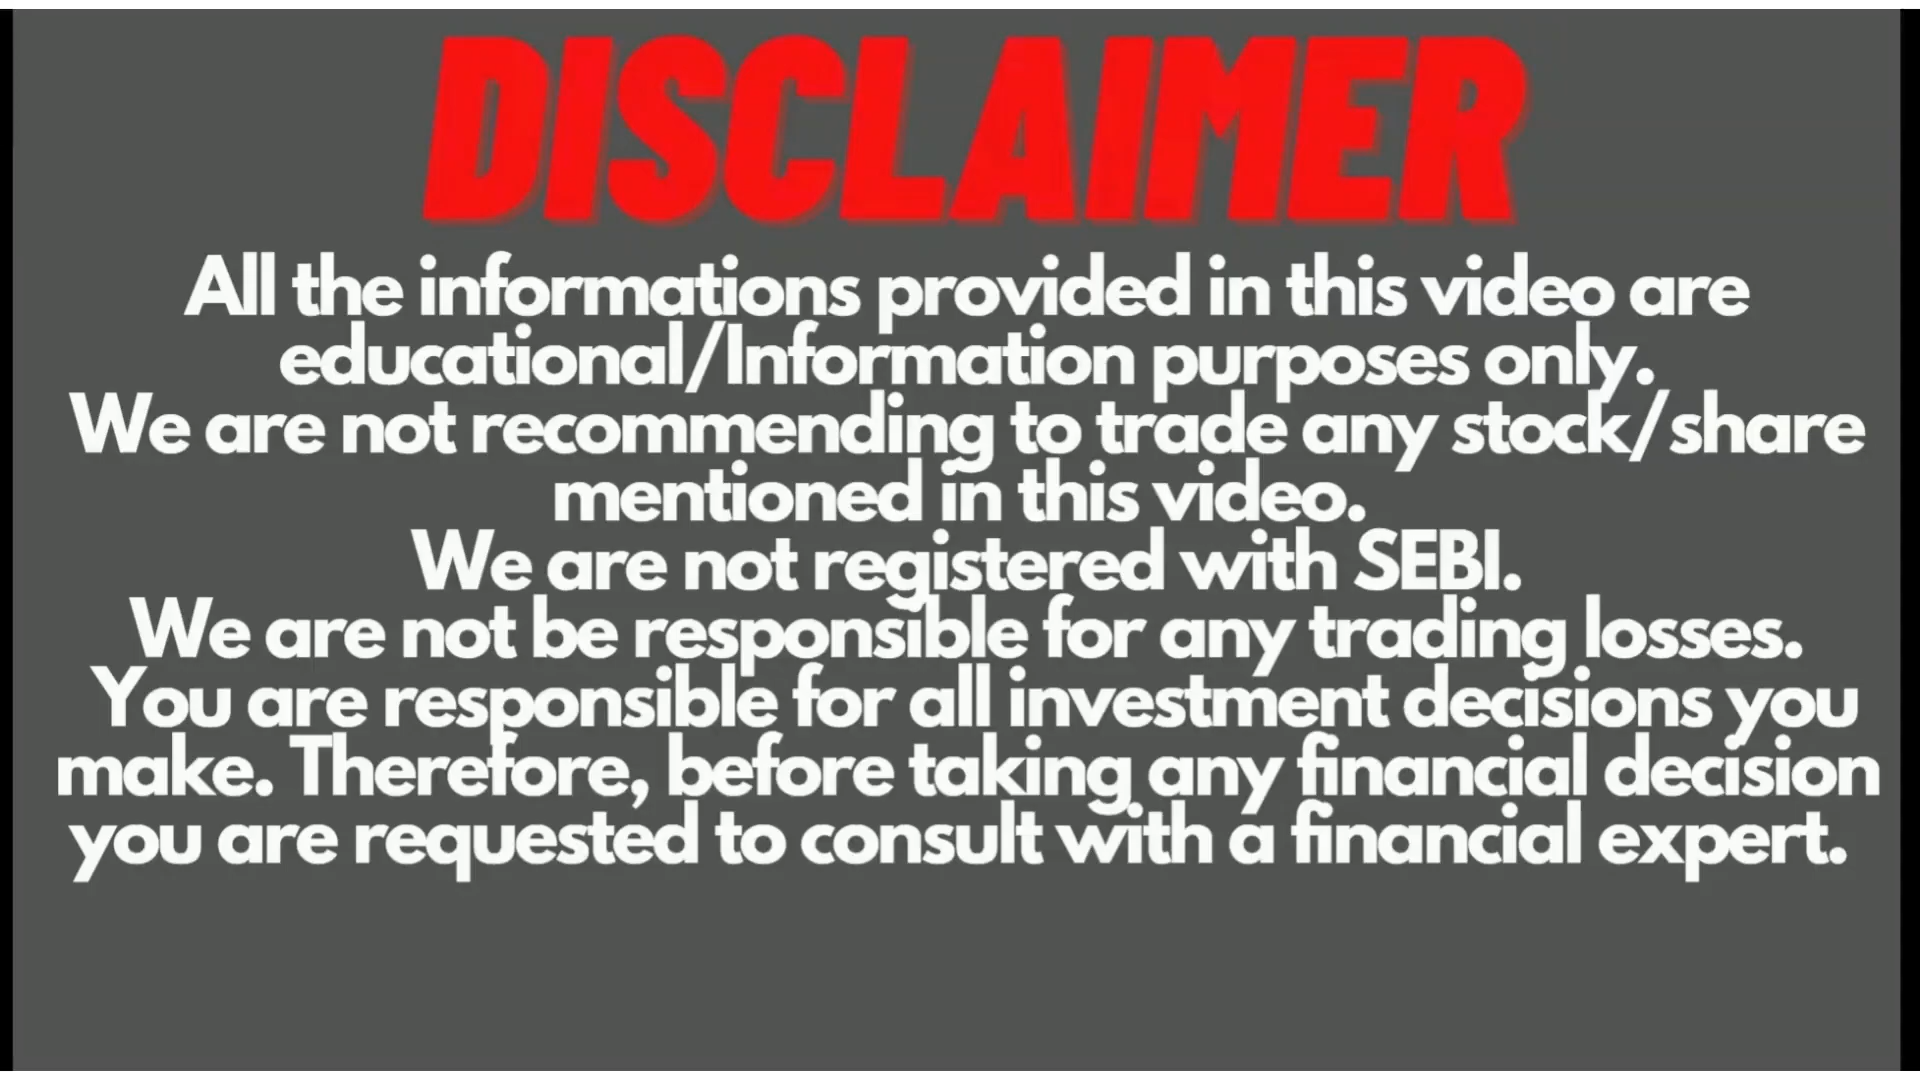 DISCLAIMER
All the informations provided in this video are
educational/Information purposes only.
We are not recommending to trade any stock/share
mentioned in this video.
We are not registered with SEBI.
We are not be responsible for any trading losses.
You are responsible for all investment decisions you
make. Therefore, before taking any financial decision
you are requested to consult with a financial expert.